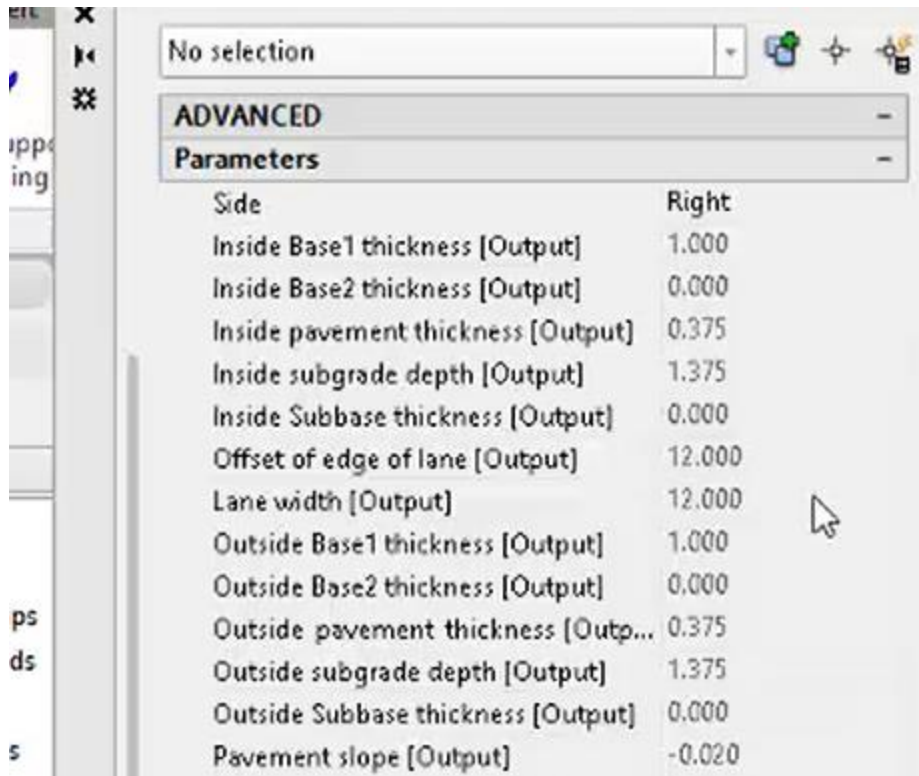 No selection
ADVANCED
Parameters
Side Right
Inside Base1 thickness [Output] 1.000
Inside Base2 thickness [Output] 0.000
Inside pavement thickness [Output] 0.375
Inside subgrade depth [Output] 1.375
Inside Subbase thickness [Output] 0.000
Offset of edge of lane [Output] 12.000
Lane width [Output] 12.000
Outside Base1 thickness [Output] 1.000
Outside Base2 thickness [Output] 0.000
Outside pavement thickness [Outp... 0.375
Outside subgrade depth [Output] 1.375
Outside Subbase thickness [Output] 0.000
Pavement slope [Output] -0.020
ing
ps
ds
s